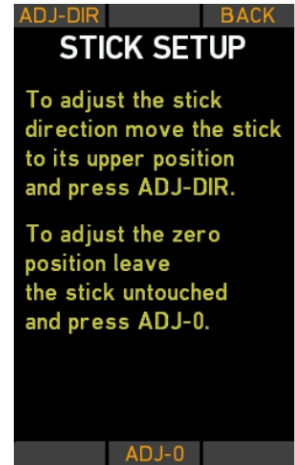 ADJ-DIR BACK
STICK SETUP
To adjust the stick
direction move the stick
to its upper position
and press ADJ-DIR.
To adjust the zero
position leave
the stick untouched
and press ADJ-0.
ADJ-0